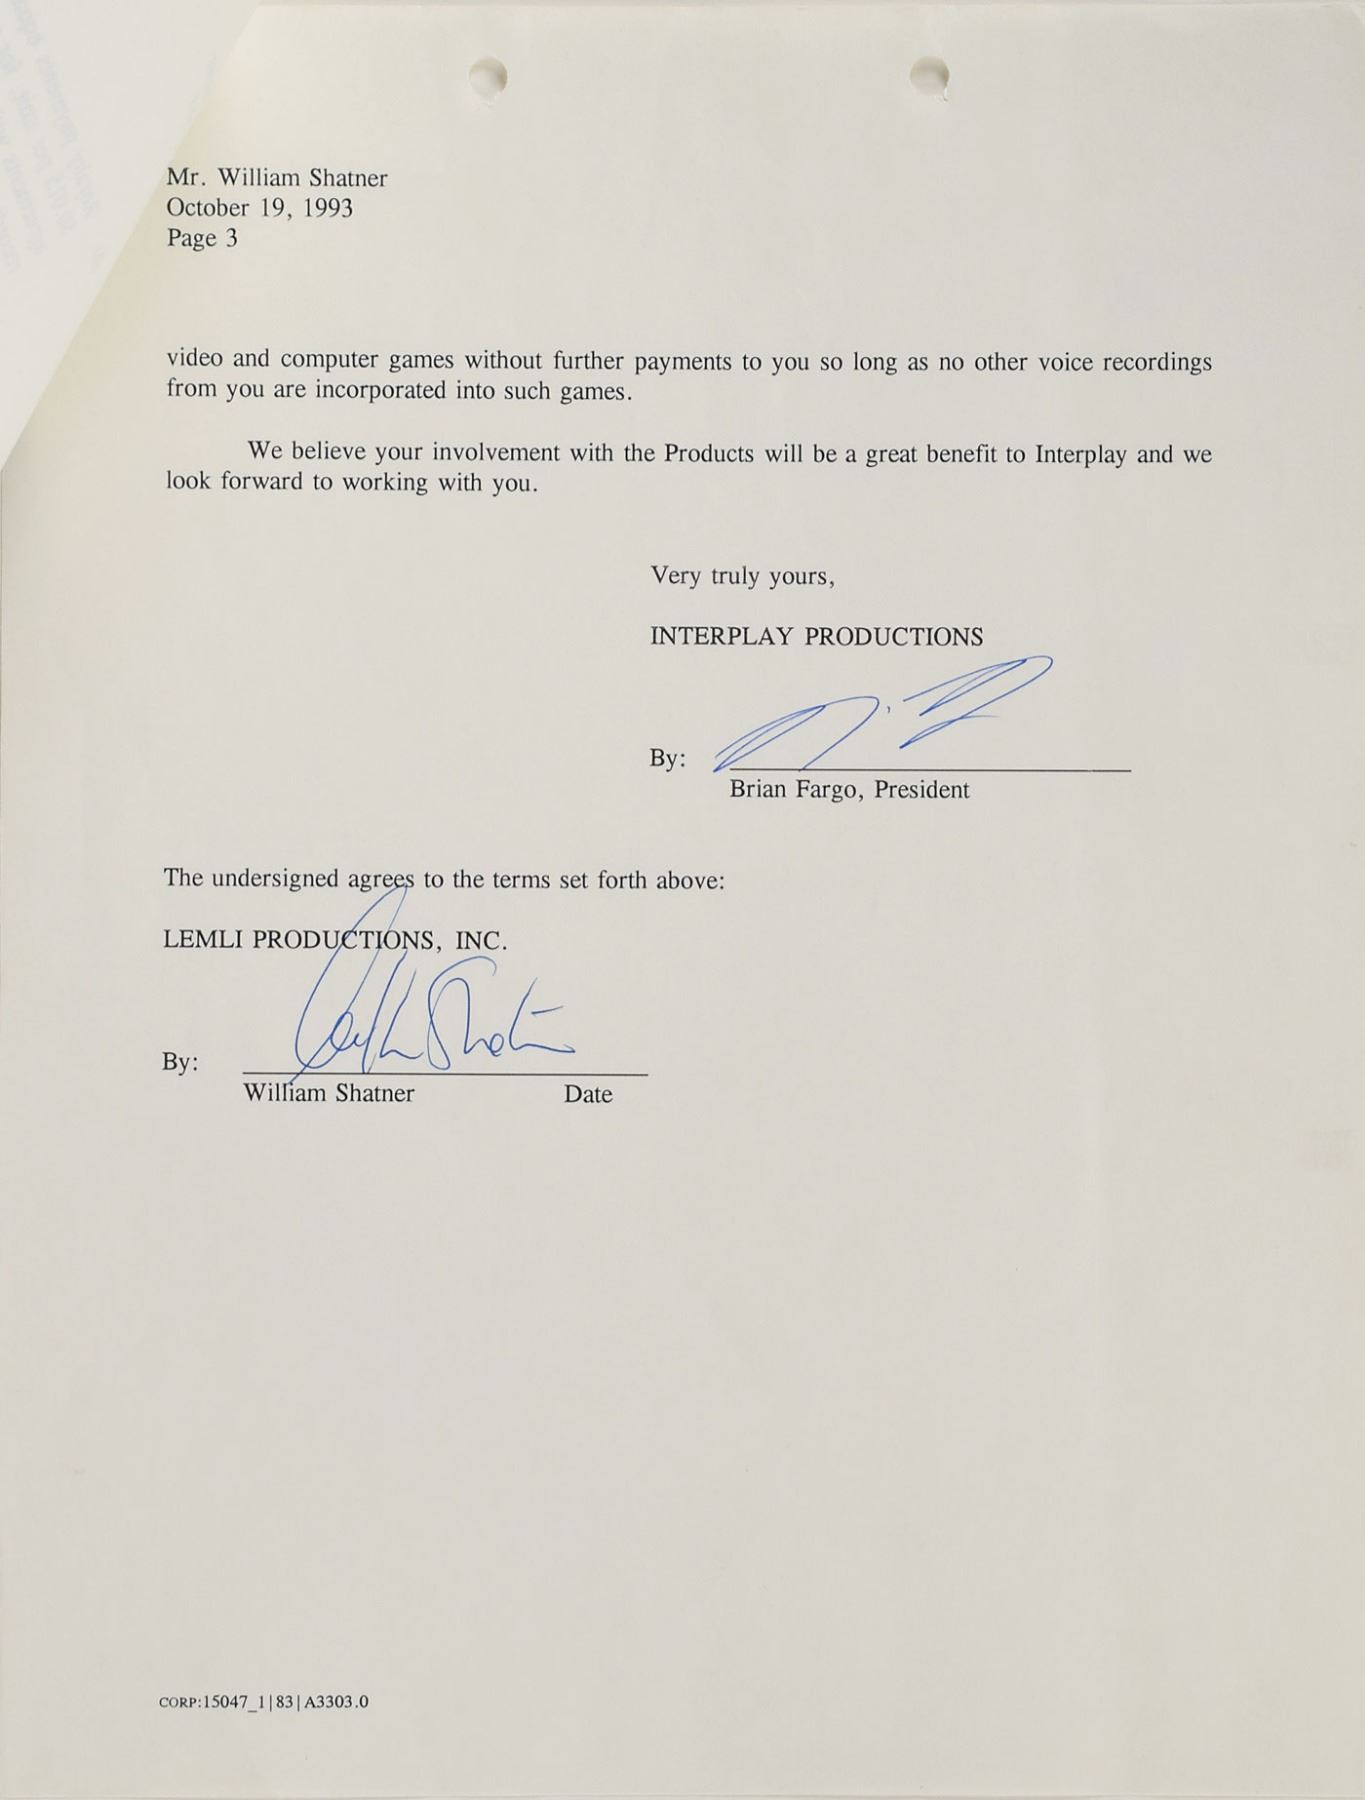 Mr. William Shatner
October 19, 1993
Page 3
video and computer games without further payments to you so long as no other voice recordings
from you are incorporated into such games.
We believe your involvement with the Products will be a great benefit to Interplay and we
look forward to working with you.
Very truly yours,
INTERPLAY PRODUCTIONS
By:
Brian Fargo, President
The undersigned agrees to the terms set forth above:
LEMLI PRODUCTIONS, INC.
By:
William Shatner Date
CORP:15047_1|83|A3303.0